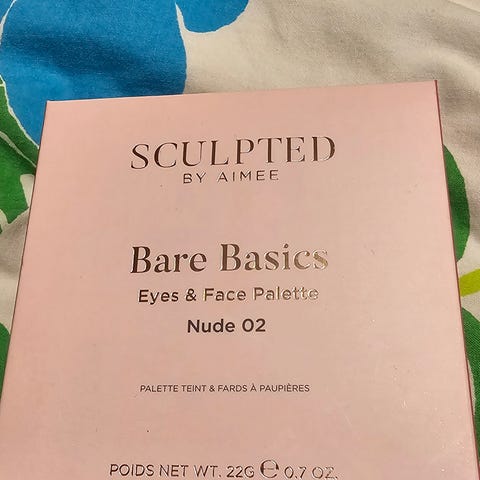 SCULPTED
BY AIMEE
Bare Basics
Eyes & Face Palette
Nude 02
PALETTE TEINT & FARDS À PAUPIÈRES
POIDS NET WT. 22G ℮ 0.7 OZ.